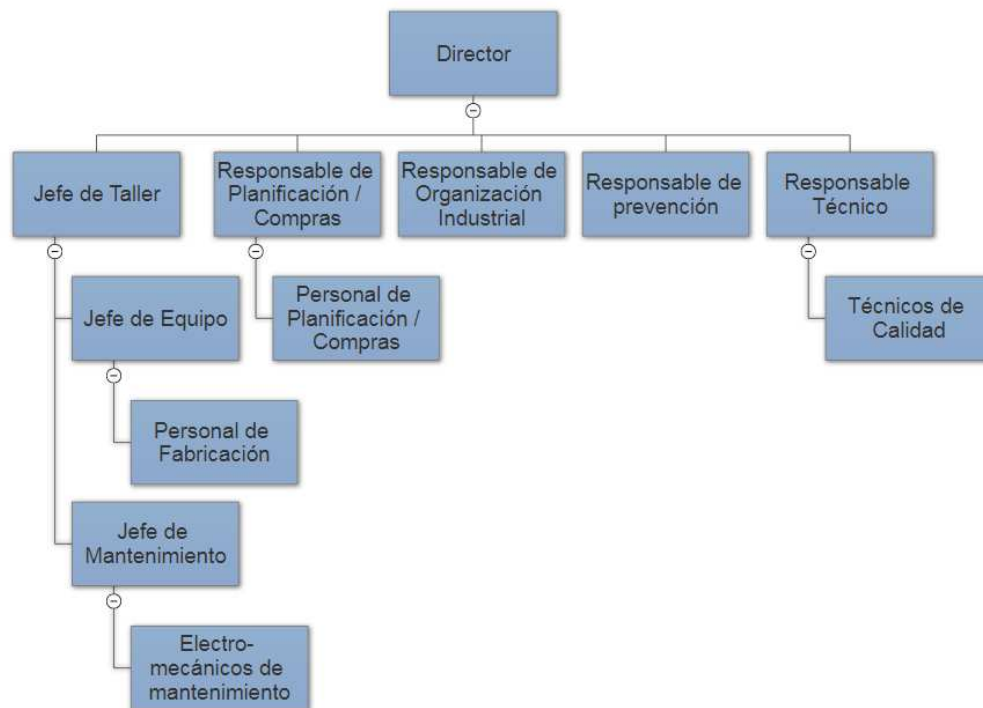 Director
Jefe de Taller
Responsable de
Planificación /
Compras
Responsable de
Organización
Industrial
Responsable de
prevención
Responsable
Técnico
Jefe de Equipo
Personal de
Planificación /
Compras
Técnicos de
Calidad
Personal de
Fabricación
Jefe de
Mantenimiento
Electro-
mecánicos de
mantenimiento